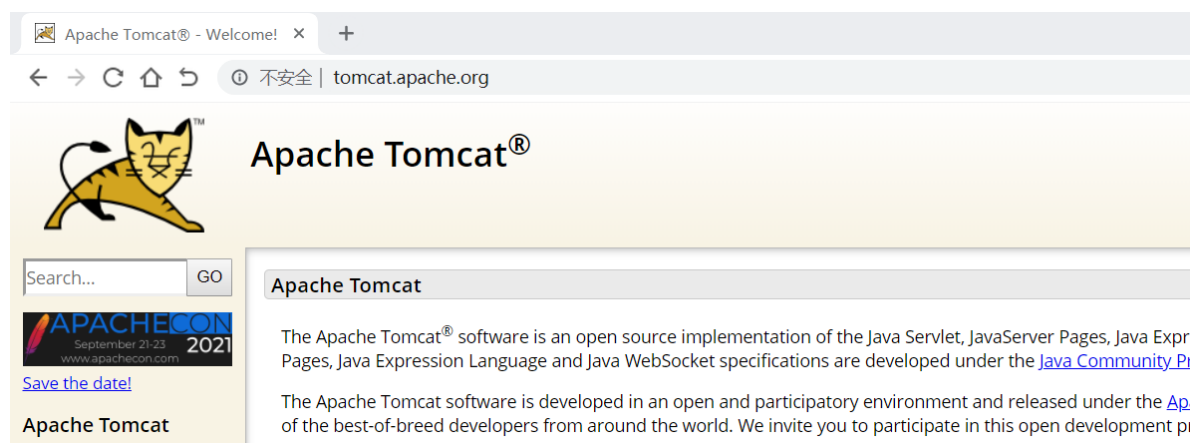 Apache Tomcat® - Welcome!
不安全 | tomcat.apache.org
TM
Apache Tomcat®
Search...
GO
Apache Tomcat
APACHECON
September 21-23 2021
www.apachecon.com
The Apache Tomcat® software is an open source implementation of the Java Servlet, JavaServer Pages, Java Expr
Pages, Java Expression Language and Java WebSocket specifications are developed under the Java Community Pr
Save the date!
The Apache Tomcat software is developed in an open and participatory environment and released under the Apa
of the best-of-breed developers from around the world. We invite you to participate in this open development pr
Apache Tomcat